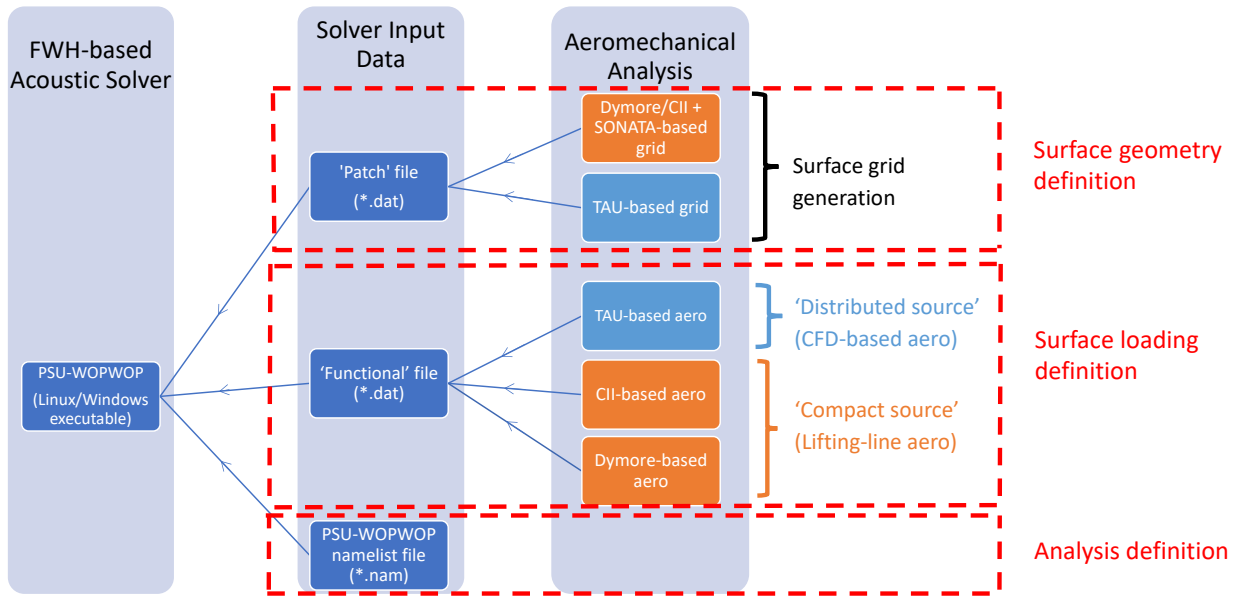 FWH-based
Acoustic Solver
Solver Input
Data
Aeromechanical
Analysis
Dymore/CII +
SONATA-based
grid
TAU-based grid
'Patch' file
(*.dat)
Surface grid
generation
Surface geometry
definition
PSU-WOPWOP
(Linux/Windows
executable)
‘Functional’ file
(*.dat)
TAU-based aero
CII-based aero
Dymore-based
aero
‘Distributed source’
(CFD-based aero)
‘Compact source’
(Lifting-line aero)
Surface loading
definition
PSU-WOPWOP
namelist file
(*.nam)
Analysis definition